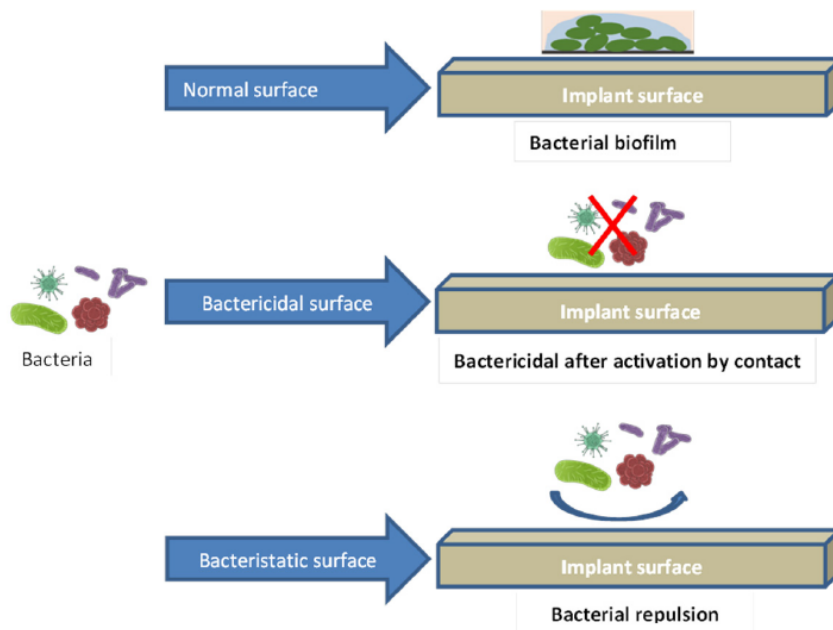 Normal surface
Implant surface
Bacterial biofilm
Bacteria
Bactericidal surface
Implant surface
Bactericidal after activation by contact
Bacteristatic surface
Implant surface
Bacterial repulsion